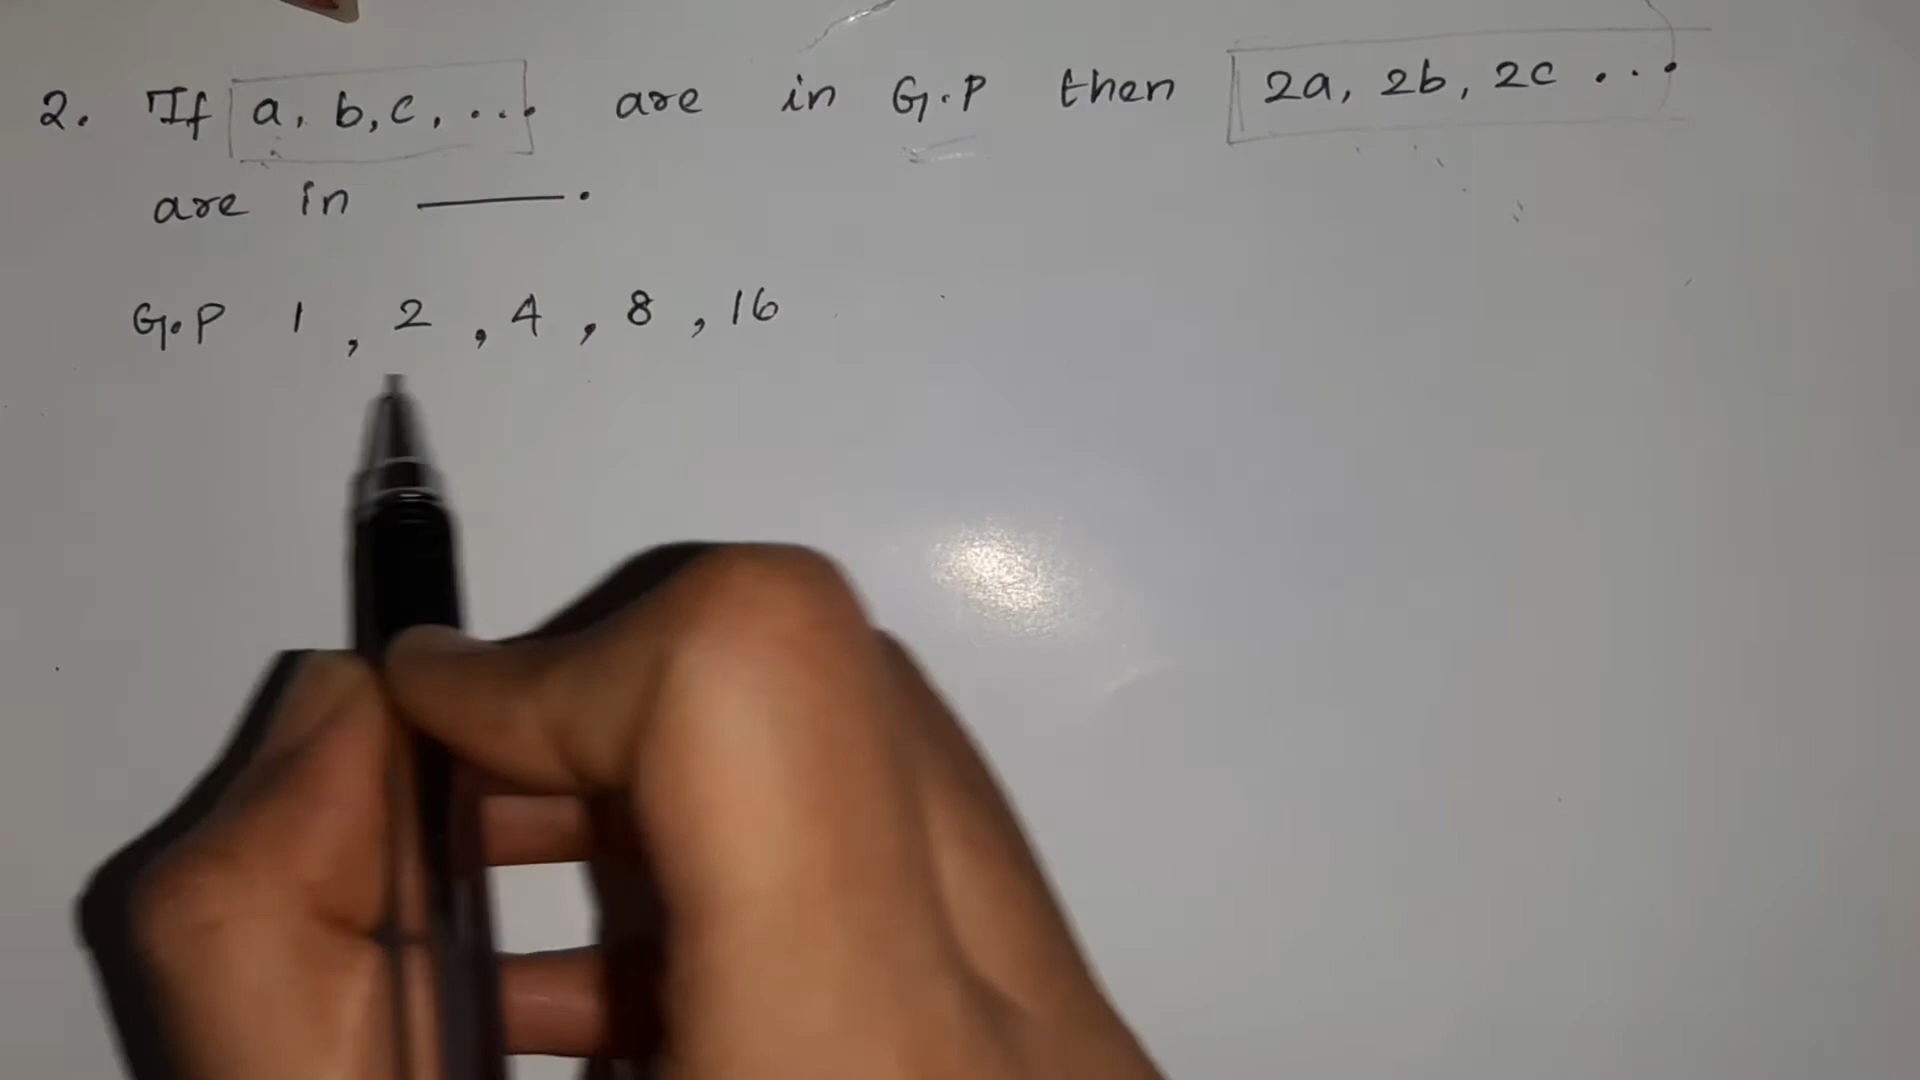 2. If a, b, c, ... are in G.P then 2a, 2b, 2c ...
are in ____.
G.P 1, 2, 4, 8, 16